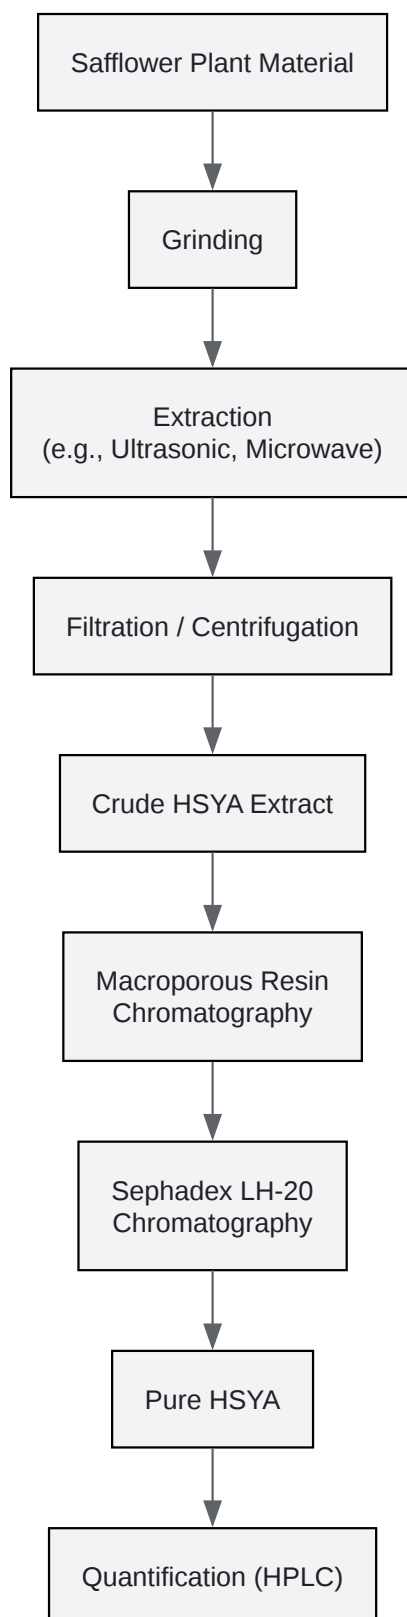 Safflower Plant Material
Grinding
Extraction
(e.g., Ultrasonic, Microwave)
Filtration / Centrifugation
Crude HSYA Extract
Macroporous Resin
Chromatography
Sephadex LH-20
Chromatography
Pure HSYA
Quantification (HPLC)